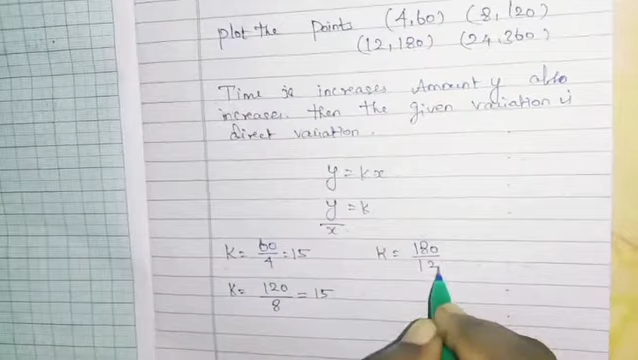 plot the points (4,60) (8,120)
(12,180) (24,360)
Time is increases Amount y also
increases. then the given variation is
direct variation.
y = kx
y/x = k
K = 60/4 = 15 K = 180/12
K = 120/8 = 15